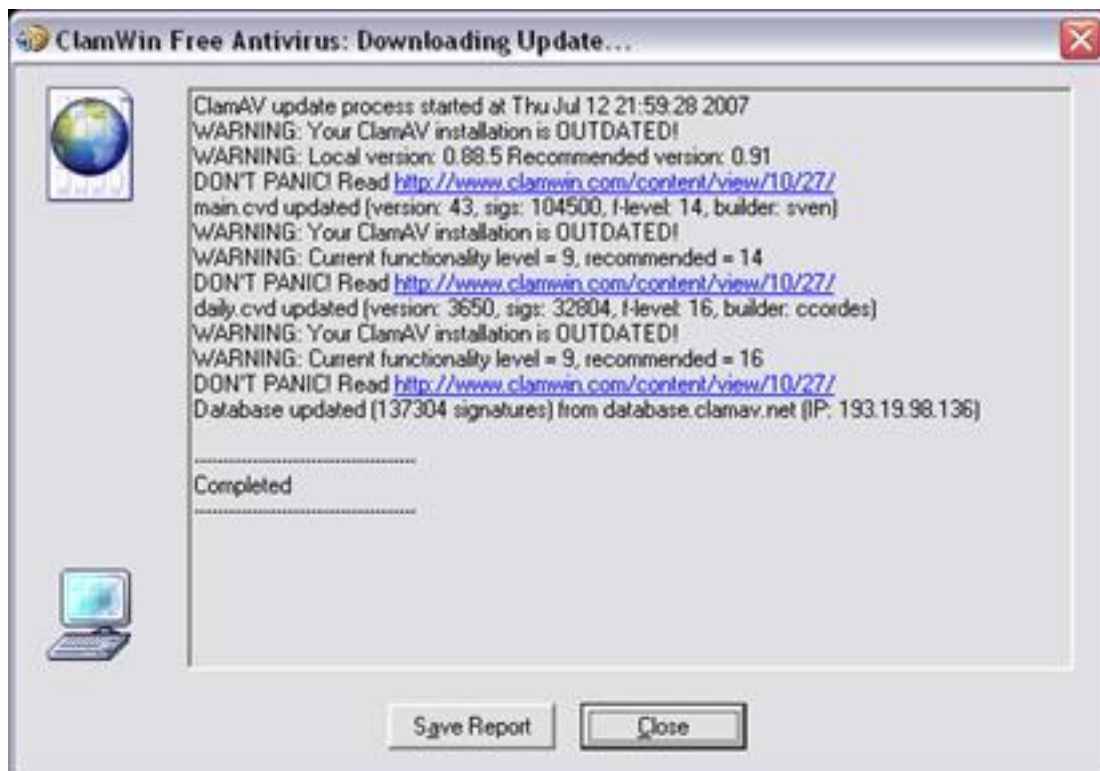 ClamWin Free Antivirus: Downloading Update...
ClamAV update process started at Thu Jul 12 21:59:28 2007
WARNING: Your ClamAV installation is OUTDATED!
WARNING: Local version: 0.88.5 Recommended version: 0.91
DON'T PANIC! Read http://www.clamwin.com/content/view/10/27/
main.cvd updated (version: 43, sigs: 104500, f-level: 14, builder: sven)
WARNING: Your ClamAV installation is OUTDATED!
WARNING: Current functionality level = 9, recommended = 14
DON'T PANIC! Read http://www.clamwin.com/content/view/10/27/
daily.cvd updated (version: 3650, sigs: 32804, f-level: 16, builder: ccordes)
WARNING: Your ClamAV installation is OUTDATED!
WARNING: Current functionality level = 9, recommended = 16
DON'T PANIC! Read http://www.clamwin.com/content/view/10/27/
Database updated (137304 signatures) from database.clamav.net (IP: 193.19.98.136)
--------------------------------------
Completed
--------------------------------------
Save Report
Close